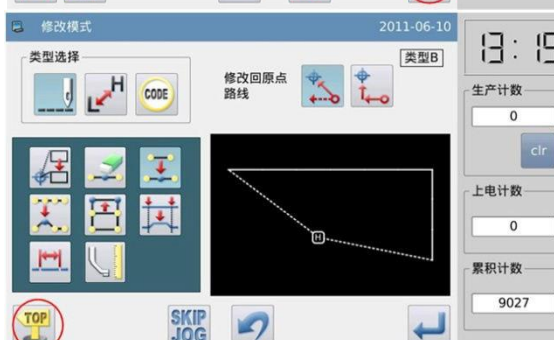 修改模式 2011-06-10
类型选择
类型B
H
CODE
修改回原点
路线
H
TOP
SKIP
JOG
生产计数
0
clr
上电计数
0
累积计数
9027